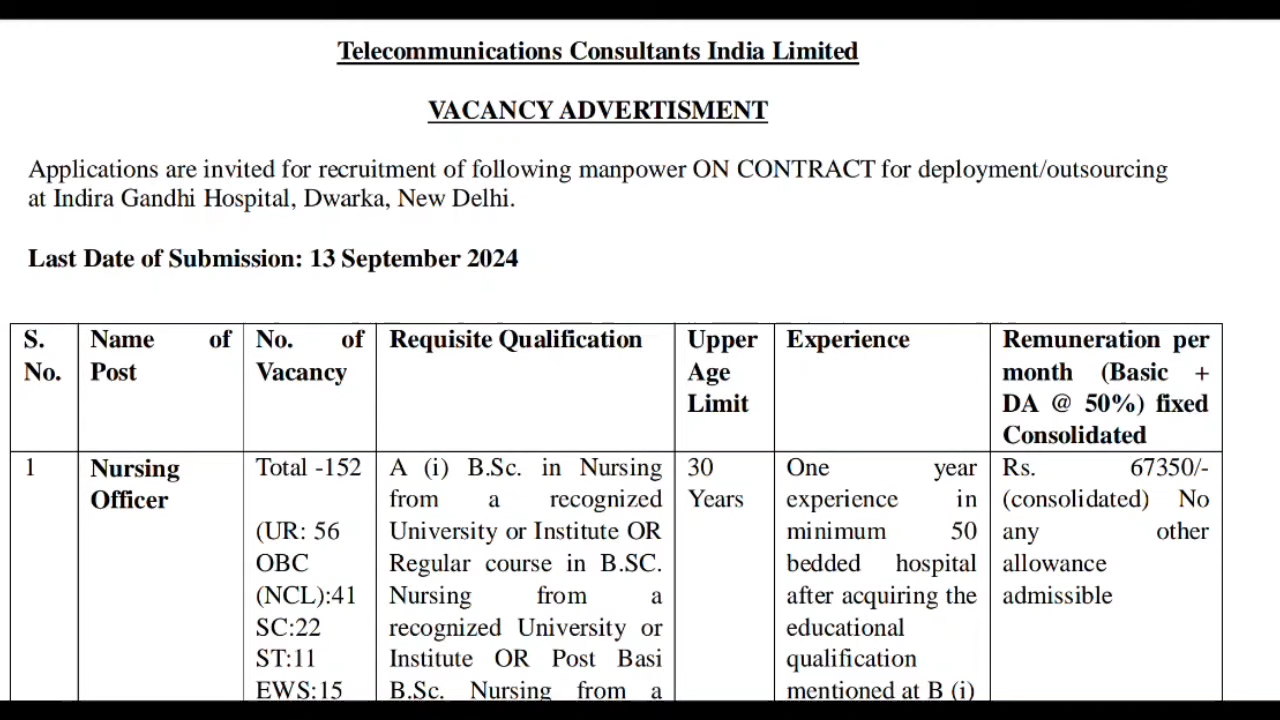 Telecommunications Consultants India Limited
VACANCY ADVERTISMENT
Applications are invited for recruitment of following manpower ON CONTRACT for deployment/outsourcing
at Indira Gandhi Hospital, Dwarka, New Delhi.
Last Date of Submission: 13 September 2024
S.
No.
Name of
Post
No. of
Vacancy
Requisite Qualification
Upper
Age
Limit
Experience
Remuneration per
month (Basic +
DA @ 50%) fixed
Consolidated
1
Nursing
Officer
Total -152
(UR: 56
OBC
(NCL):41
SC:22
ST:11
EWS:15
A (i) B.Sc. in Nursing
from a recognized
University or Institute OR
Regular course in B.SC.
Nursing from a
recognized University or
Institute OR Post Basi
B.Sc. Nursing from a
30
Years
One year
experience in
minimum 50
bedded hospital
after acquiring the
educational
qualification
mentioned at B (i)
Rs. 67350/-
(consolidated) No
any other
allowance
admissible